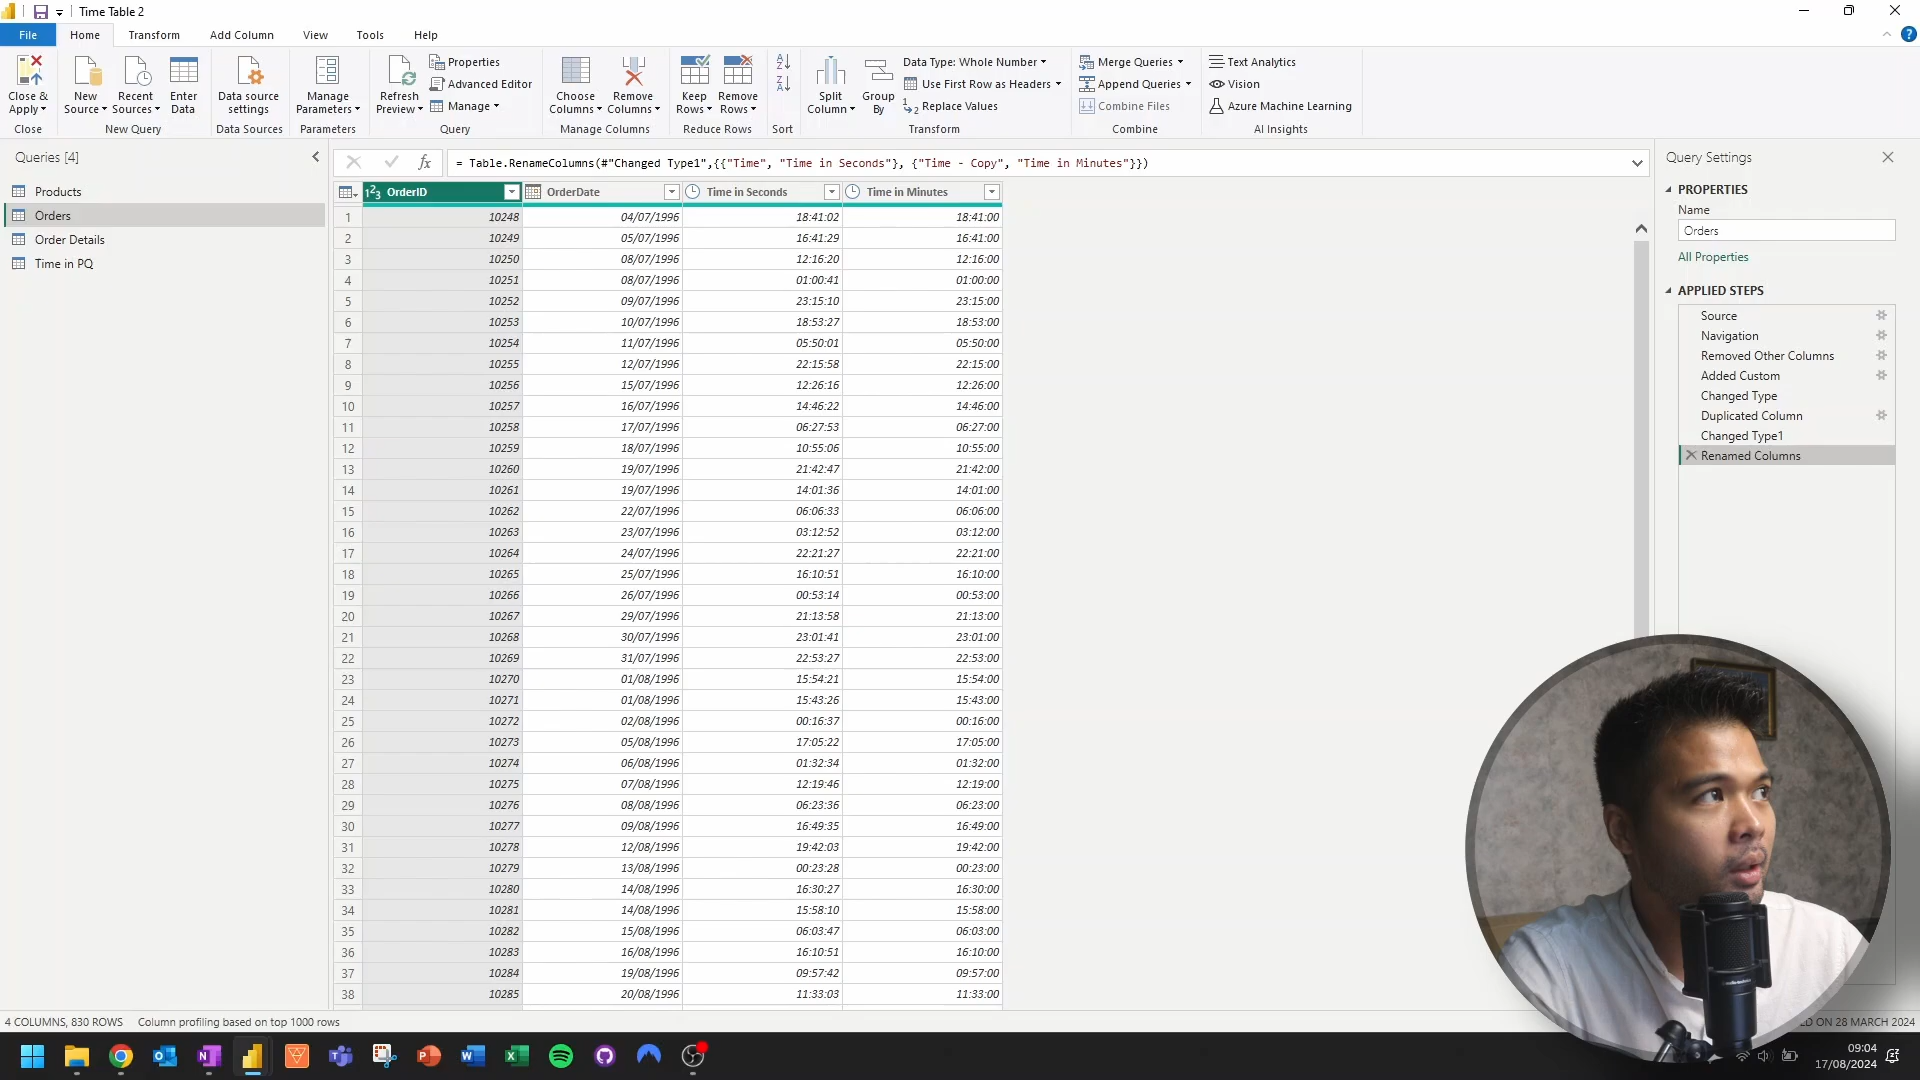 Time Table 2
File Home Transform Add Column View Tools Help
Close & Apply
New Source
Recent Sources
Enter Data
Data source settings
Manage Parameters
Refresh Preview
Properties
Advanced Editor
Manage
Choose Columns
Remove Columns
Keep Rows
Remove Rows
Split Column
Group By
Data Type: Whole Number
Use First Row as Headers
Replace Values
Merge Queries
Append Queries
Combine Files
Text Analytics
Vision
Azure Machine Learning
Close New Query Data Sources Parameters Query Manage Columns Reduce Rows Sort Transform Combine AI Insights
Queries [4]
Products
Orders
Order Details
Time in PQ
fx = Table.RenameColumns(#"Changed Type1",{{"Time", "Time in Seconds"}, {"Time - Copy", "Time in Minutes"}})
OrderID OrderDate Time in Seconds Time in Minutes
1 10248 04/07/1996 18:41:02 18:41:00
2 10249 05/07/1996 16:41:29 16:41:00
3 10250 08/07/1996 12:16:20 12:16:00
4 10251 08/07/1996 01:00:41 01:00:00
5 10252 09/07/1996 23:15:10 23:15:00
6 10253 10/07/1996 18:53:27 18:53:00
7 10254 11/07/1996 05:50:01 05:50:00
8 10255 12/07/1996 22:15:58 22:15:00
9 10256 15/07/1996 12:26:16 12:26:00
10 10257 16/07/1996 14:46:22 14:46:00
11 10258 17/07/1996 06:27:53 06:27:00
12 10259 18/07/1996 10:55:06 10:55:00
13 10260 19/07/1996 21:42:47 21:42:00
14 10261 19/07/1996 14:01:36 14:01:00
15 10262 22/07/1996 06:06:33 06:06:00
16 10263 23/07/1996 03:12:52 03:12:00
17 10264 24/07/1996 22:21:27 22:21:00
18 10265 25/07/1996 16:10:51 16:10:00
19 10266 26/07/1996 00:53:14 00:53:00
20 10267 29/07/1996 21:13:58 21:13:00
21 10268 30/07/1996 23:01:41 23:01:00
22 10269 31/07/1996 22:53:27 22:53:00
23 10270 01/08/1996 15:54:21 15:54:00
24 10271 01/08/1996 15:43:26 15:43:00
25 10272 02/08/1996 00:16:37 00:16:00
26 10273 05/08/1996 17:05:22 17:05:00
27 10274 06/08/1996 01:32:34 01:32:00
28 10275 07/08/1996 12:19:46 12:19:00
29 10276 08/08/1996 06:23:36 06:23:00
30 10277 09/08/1996 16:49:35 16:49:00
31 10278 12/08/1996 19:42:03 19:42:00
32 10279 13/08/1996 00:23:28 00:23:00
33 10280 14/08/1996 16:30:27 16:30:00
34 10281 14/08/1996 15:58:10 15:58:00
35 10282 15/08/1996 06:03:47 06:03:00
36 10283 16/08/1996 16:10:51 16:10:00
37 10284 19/08/1996 09:57:42 09:57:00
38 10285 20/08/1996 11:33:03 11:33:00
Query Settings
PROPERTIES
Name
Orders
All Properties
APPLIED STEPS
Source
Navigation
Removed Other Columns
Added Custom
Changed Type
Duplicated Column
Changed Type1
Renamed Columns
4 COLUMNS, 830 ROWS Column profiling based on top 1000 rows
ON 28 MARCH 2024
09:04
17/08/2024